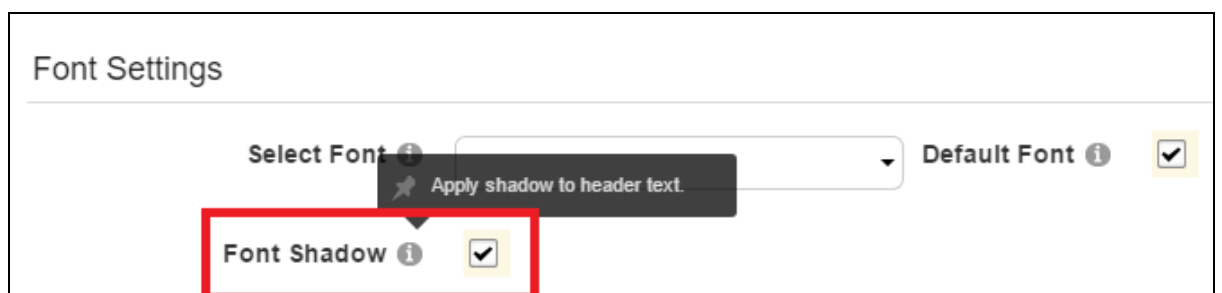 Font Settings
Select Font Default Font
Apply shadow to header text.
Font Shadow